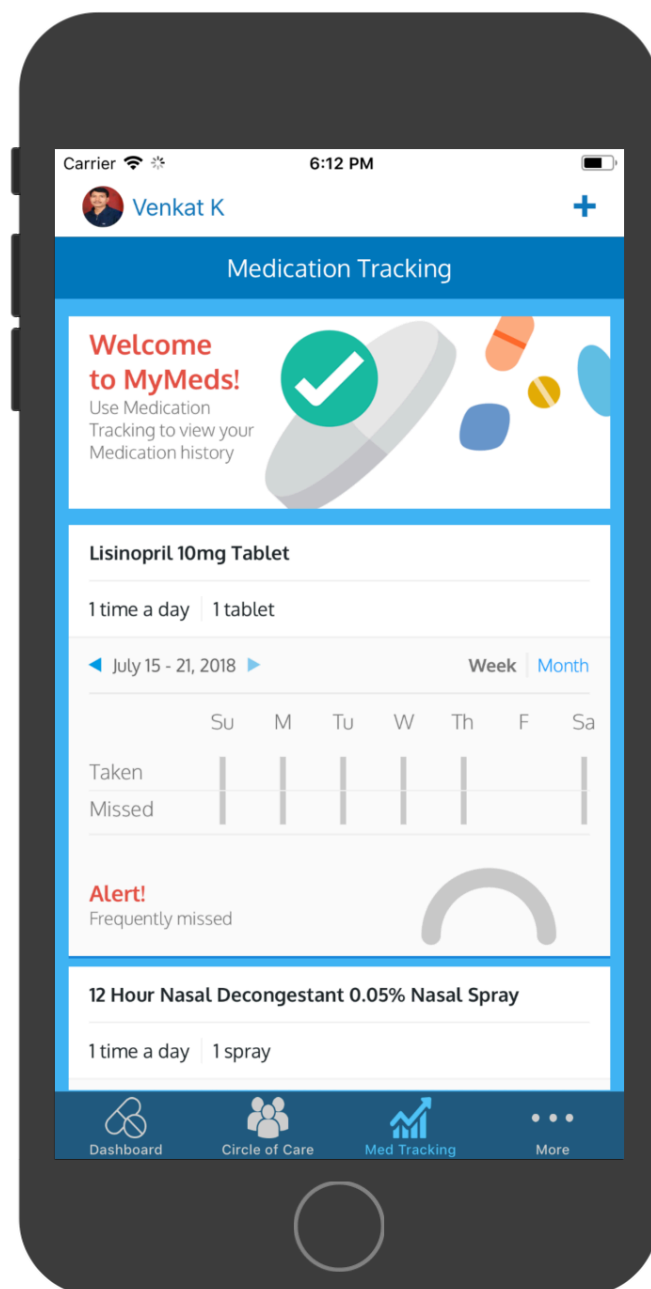 Carrier 6:12 PM
Venkat K +
Medication Tracking
Welcome
to MyMeds!
Use Medication
Tracking to view your
Medication history
Lisinopril 10mg Tablet
1 time a day 1 tablet
July 15 - 21, 2018 Week Month
Su M Tu W Th F Sa
Taken
Missed
Alert!
Frequently missed
12 Hour Nasal Decongestant 0.05% Nasal Spray
1 time a day 1 spray
Dashboard Circle of Care Med Tracking More